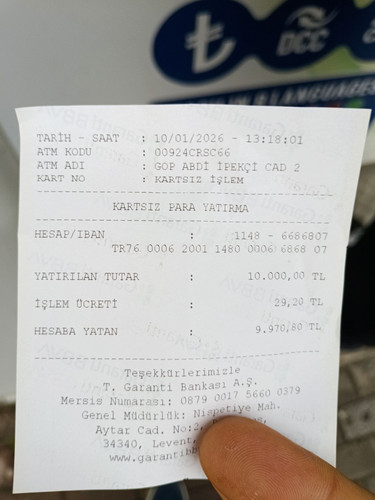 DCC
TARİH - SAAT : 10/01/2026 - 13:18:01
ATM KODU : 00924CRSC66
ATM ADI : GOP ABDİ İPEKÇİ CAD 2
KART NO : KARTSIZ İŞLEM
KARTSIZ PARA YATIRMA
HESAP/IBAN : 1148 - 6686807
TR76 0006 2001 1480 0006 6868 07
YATIRILAN TUTAR : 10.000,00 TL
İŞLEM ÜCRETİ : 29,20 TL
HESABA YATAN : 9.970,80 TL
Teşekkürlerimizle
T. Garanti Bankası A.Ş.
Mersis Numarası: 0879 0017 5660 0379
Genel Müdürlük: Nispetiye Mah.
Aytar Cad. No:2,
34340, Levent,
www.garantibb